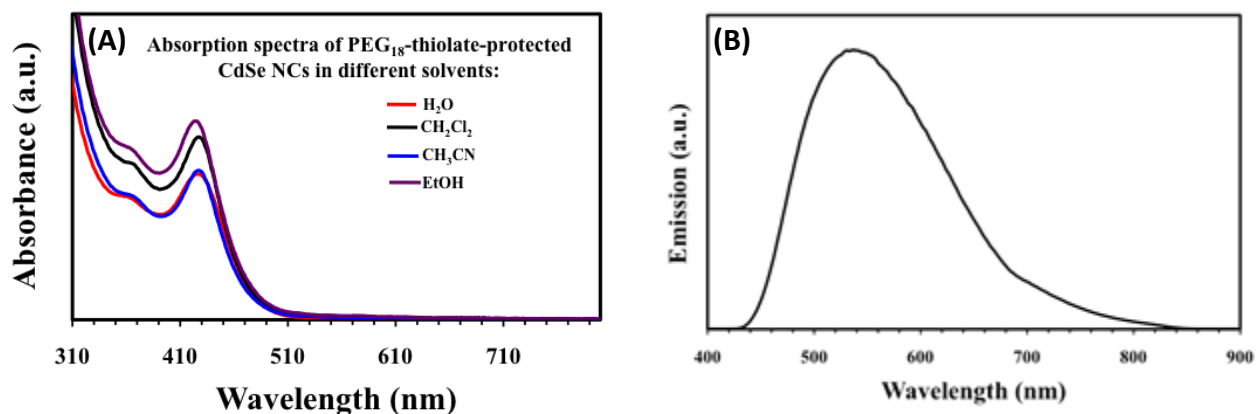 (A)
Absorption spectra of PEG₁₈-thiolate-protected
CdSe NCs in different solvents:
H₂O
CH₂Cl₂
CH₃CN
EtOH
Absorbance (a.u.)
310 410 510 610 710
Wavelength (nm)
(B)
Emission (a.u.)
400 500 600 700 800 900
Wavelength (nm)